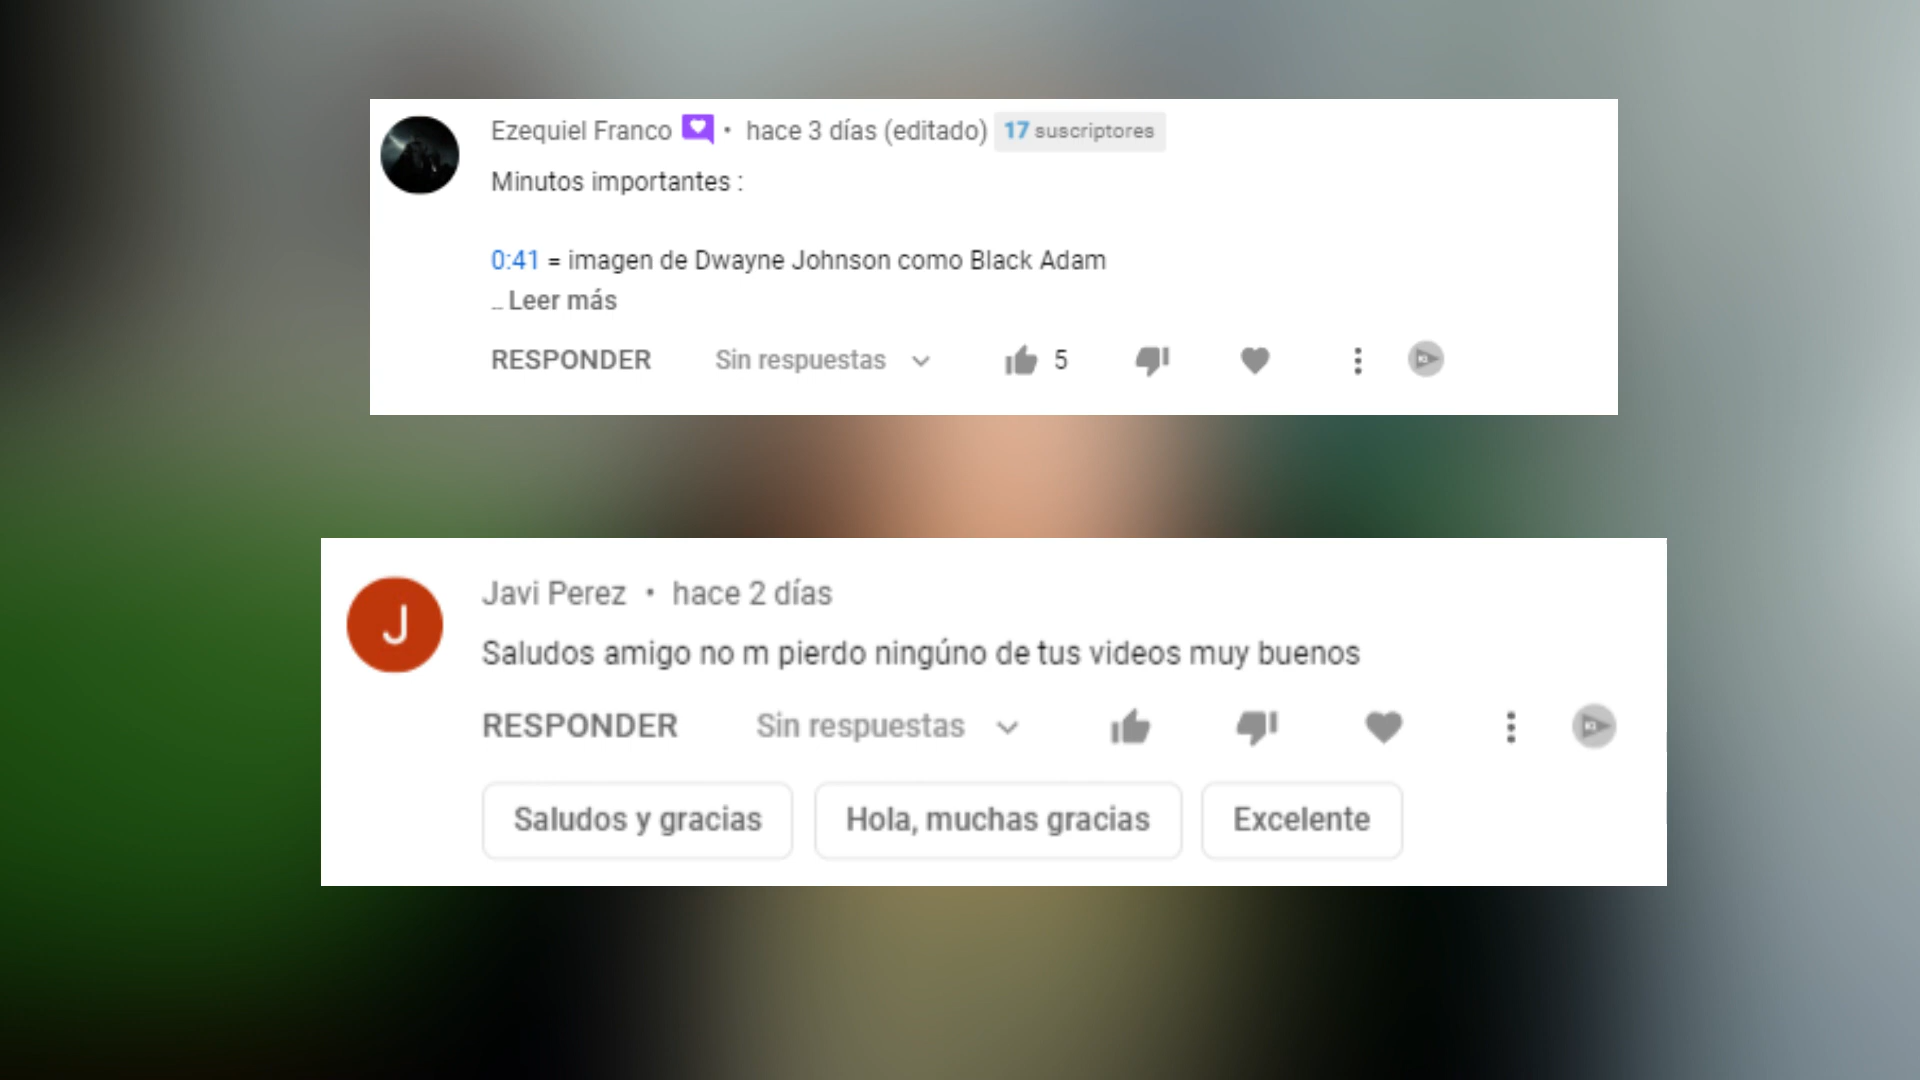 Ezequiel Franco • hace 3 días (editado) 17 suscriptores
Minutos importantes :
0:41 = imagen de Dwayne Johnson como Black Adam
... Leer más
RESPONDER Sin respuestas 5
J
Javi Perez • hace 2 días
Saludos amigo no m pierdo ningúno de tus videos muy buenos
RESPONDER Sin respuestas
Saludos y gracias Hola, muchas gracias Excelente